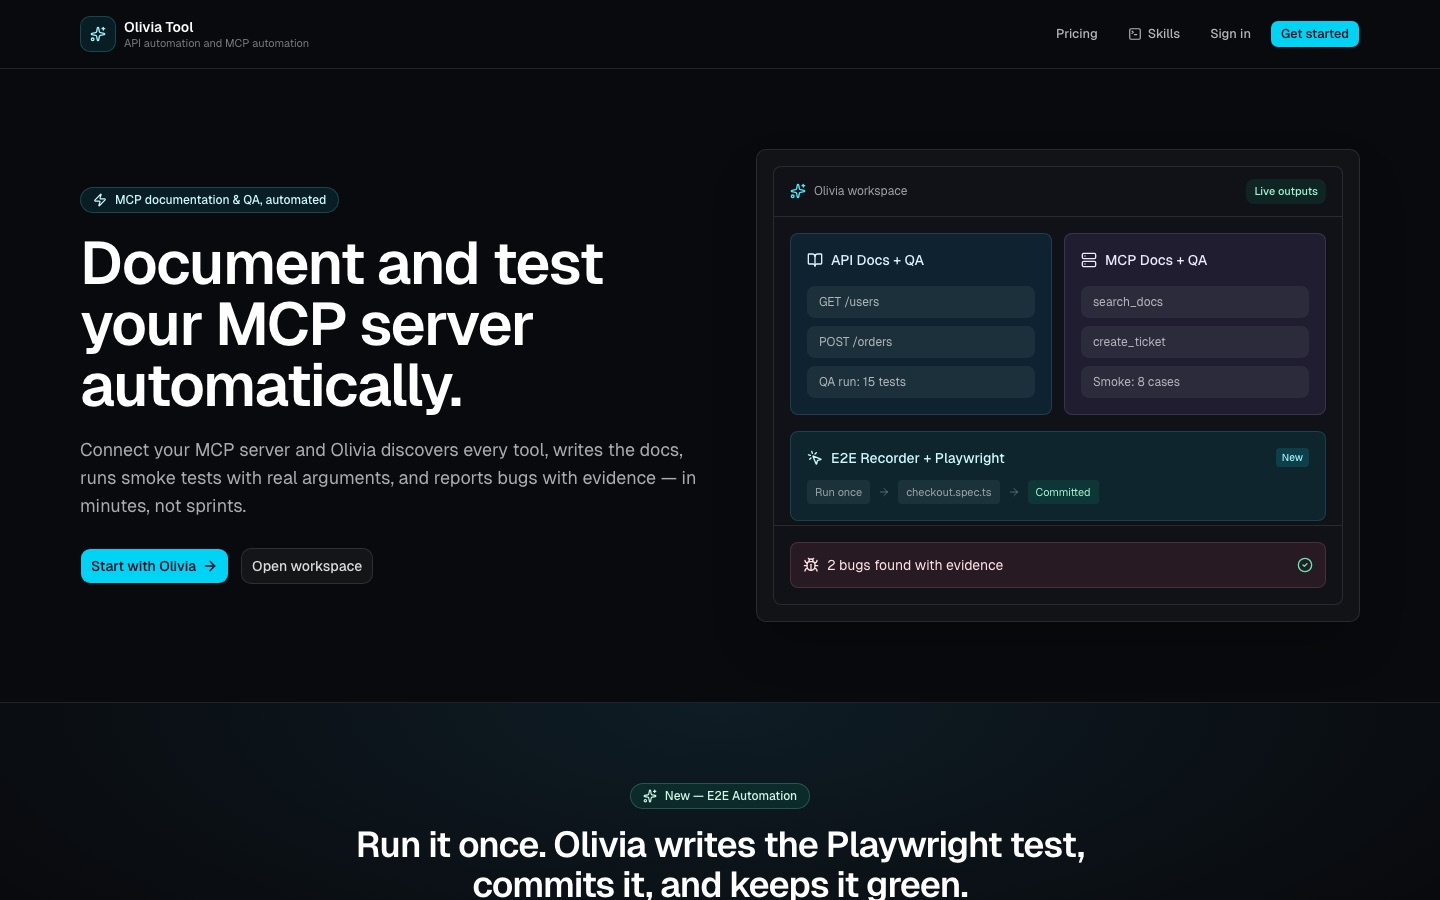 Olivia Tool
API automation and MCP automation
Pricing
Skills
Sign in
Get started
MCP documentation & QA, automated
Document and test
your MCP server
automatically.
Connect your MCP server and Olivia discovers every tool, writes the docs,
runs smoke tests with real arguments, and reports bugs with evidence — in
minutes, not sprints.
Start with Olivia
Open workspace
Olivia workspace
Live outputs
API Docs + QA
GET /users
POST /orders
QA run: 15 tests
MCP Docs + QA
search_docs
create_ticket
Smoke: 8 cases
E2E Recorder + Playwright
New
Run once
checkout.spec.ts
Committed
2 bugs found with evidence
New — E2E Automation
Run it once. Olivia writes the Playwright test,
commits it, and keeps it green.